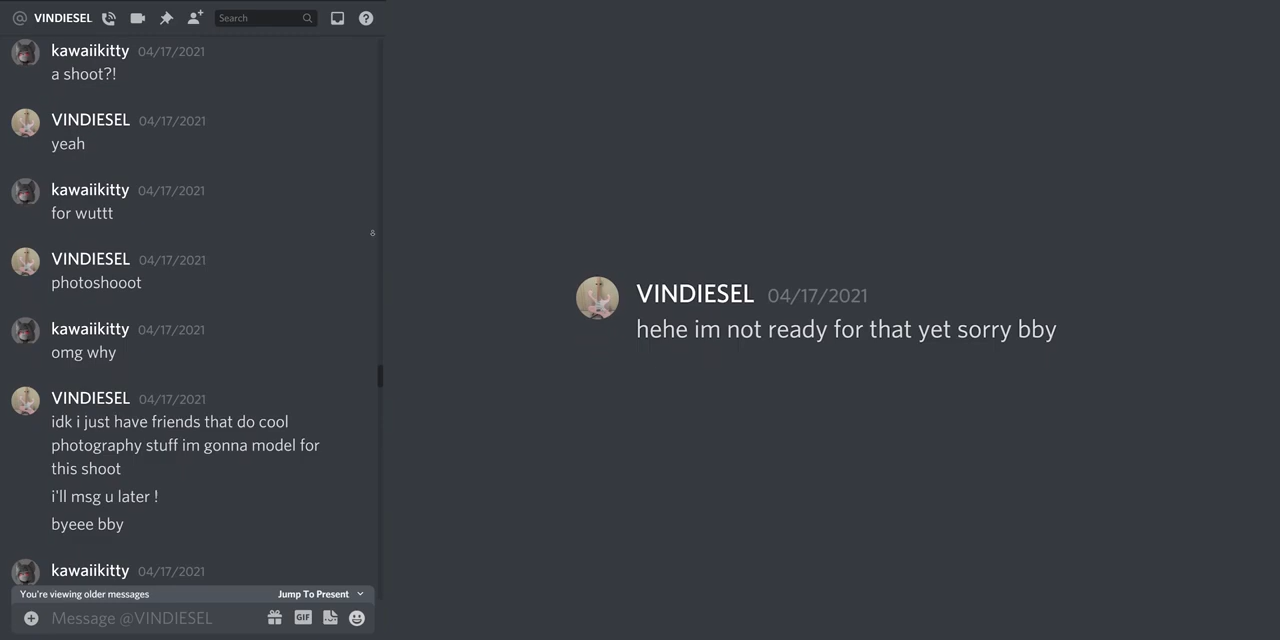 @ VINDIESEL
Search
kawaiikitty 04/17/2021
a shoot?!
VINDIESEL 04/17/2021
yeah
kawaiikitty 04/17/2021
for wuttt
VINDIESEL 04/17/2021
photoshooot
kawaiikitty 04/17/2021
omg why
VINDIESEL 04/17/2021
idk i just have friends that do cool
photography stuff im gonna model for
this shoot
i'll msg u later !
byeee bby
kawaiikitty 04/17/2021
You're viewing older messages
Jump To Present
Message @VINDIESEL
GIF
8
VINDIESEL 04/17/2021
hehe im not ready for that yet sorry bby